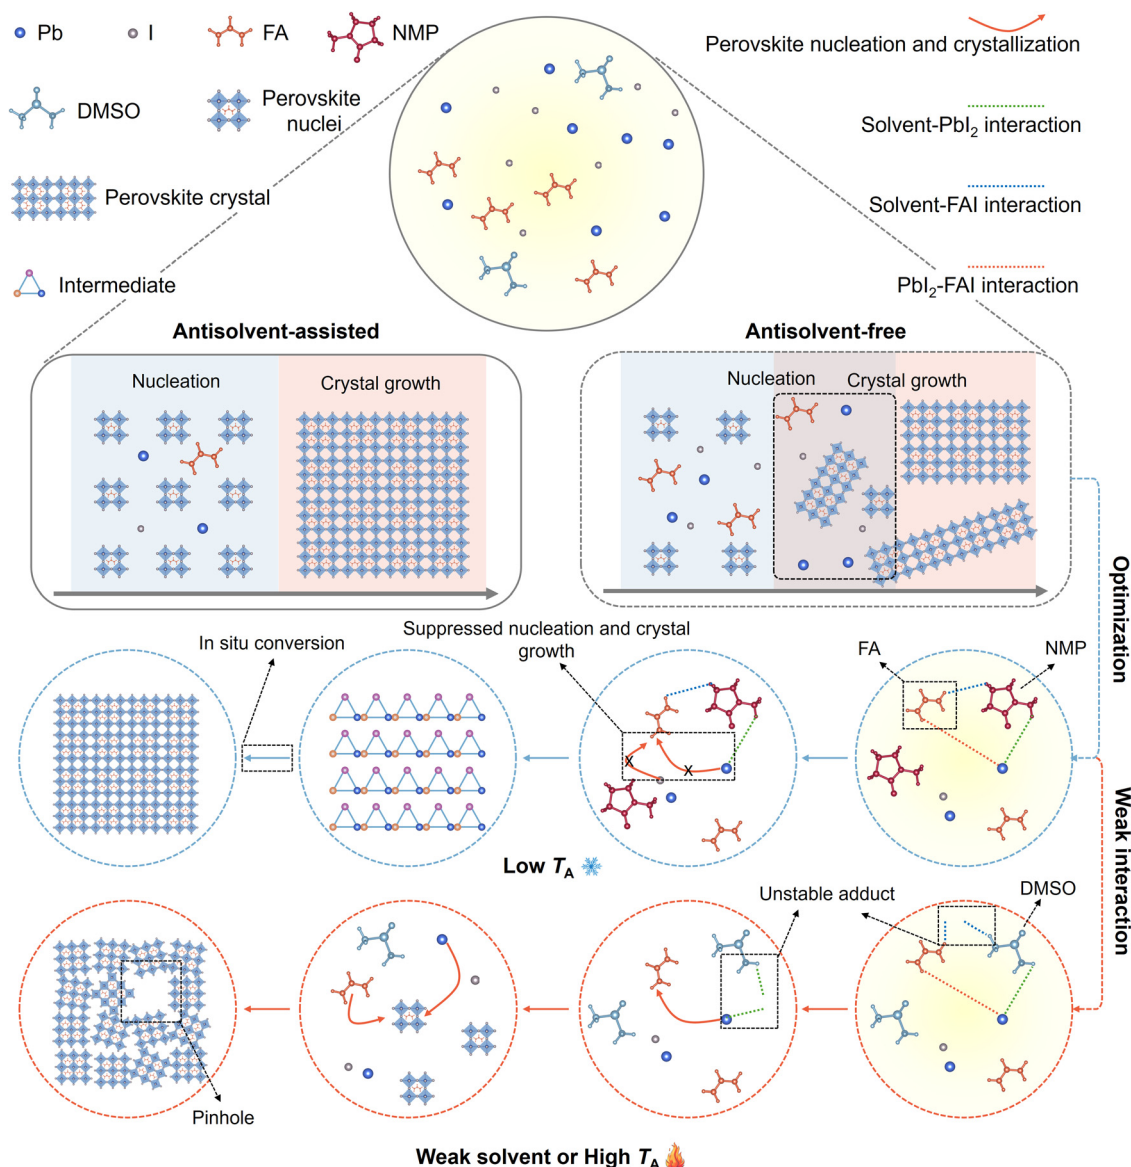 Pb
I
FA
NMP
Perovskite nucleation and crystallization
DMSO
Perovskite
nuclei
Solvent-PbI₂ interaction
Perovskite crystal
Solvent-FAI interaction
Intermediate
PbI₂-FAI interaction
Antisolvent-assisted
Antisolvent-free
Nucleation
Crystal growth
Nucleation
Crystal growth
Optimization
In situ conversion
Suppressed nucleation and crystal
growth
FA
NMP
X
X
Low T_A
Weak interaction
Unstable adduct
DMSO
Pinhole
Weak solvent or High T_A